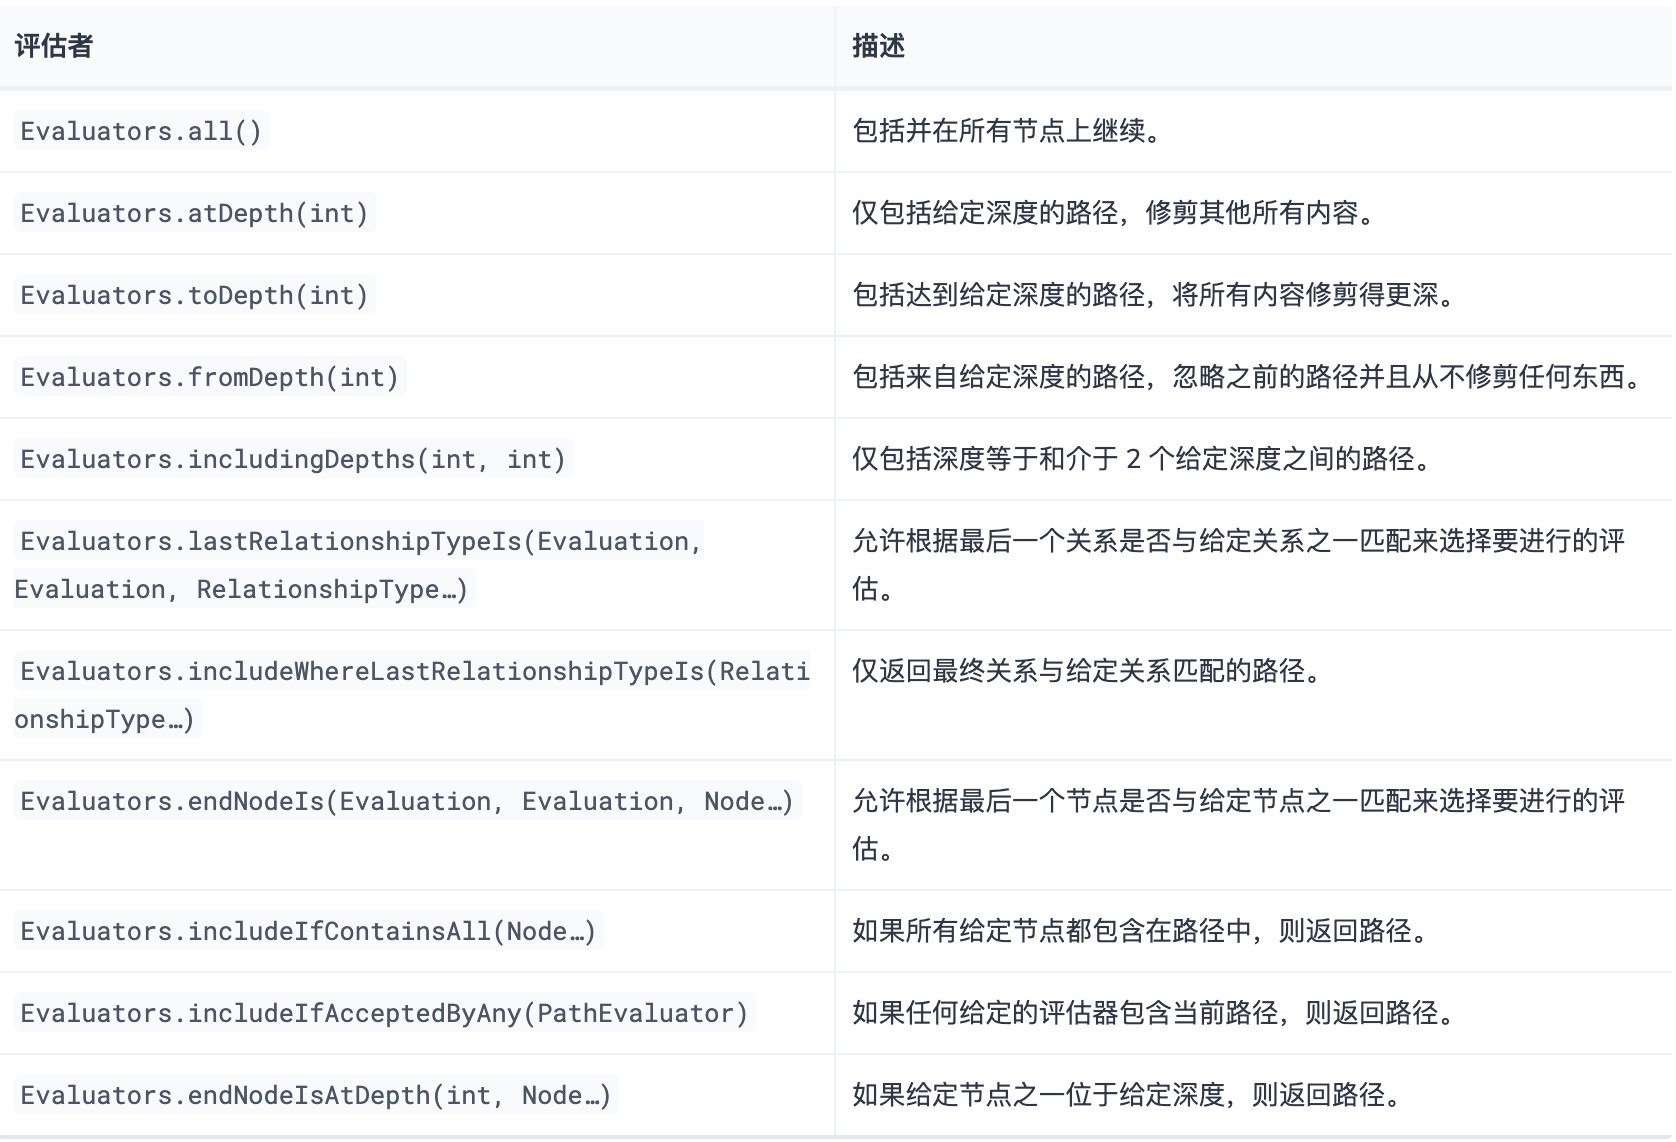 评估者
描述
Evaluators.all()
包括并在所有节点上继续。
Evaluators.atDepth(int)
仅包括给定深度的路径，修剪其他所有内容。
Evaluators.toDepth(int)
包括达到给定深度的路径，将所有内容修剪得更深。
Evaluators.fromDepth(int)
包括来自给定深度的路径，忽略之前的路径并且从不修剪任何东西。
Evaluators.includingDepths(int, int)
仅包括深度等于和介于 2 个给定深度之间的路径。
Evaluators.lastRelationshipTypeIs(Evaluation,
Evaluation, RelationshipType…)
允许根据最后一个关系是否与给定关系之一匹配来选择要进行的评
估。
Evaluators.includeWhereLastRelationshipTypeIs(Relati
onshipType…)
仅返回最终关系与给定关系匹配的路径。
Evaluators.endNodeIs(Evaluation, Evaluation, Node…)
允许根据最后一个节点是否与给定节点之一匹配来选择要进行的评
估。
Evaluators.includeIfContainsAll(Node…)
如果所有给定节点都包含在路径中，则返回路径。
Evaluators.includeIfAcceptedByAny(PathEvaluator)
如果任何给定的评估器包含当前路径，则返回路径。
Evaluators.endNodeIsAtDepth(int, Node…)
如果给定节点之一位于给定深度，则返回路径。